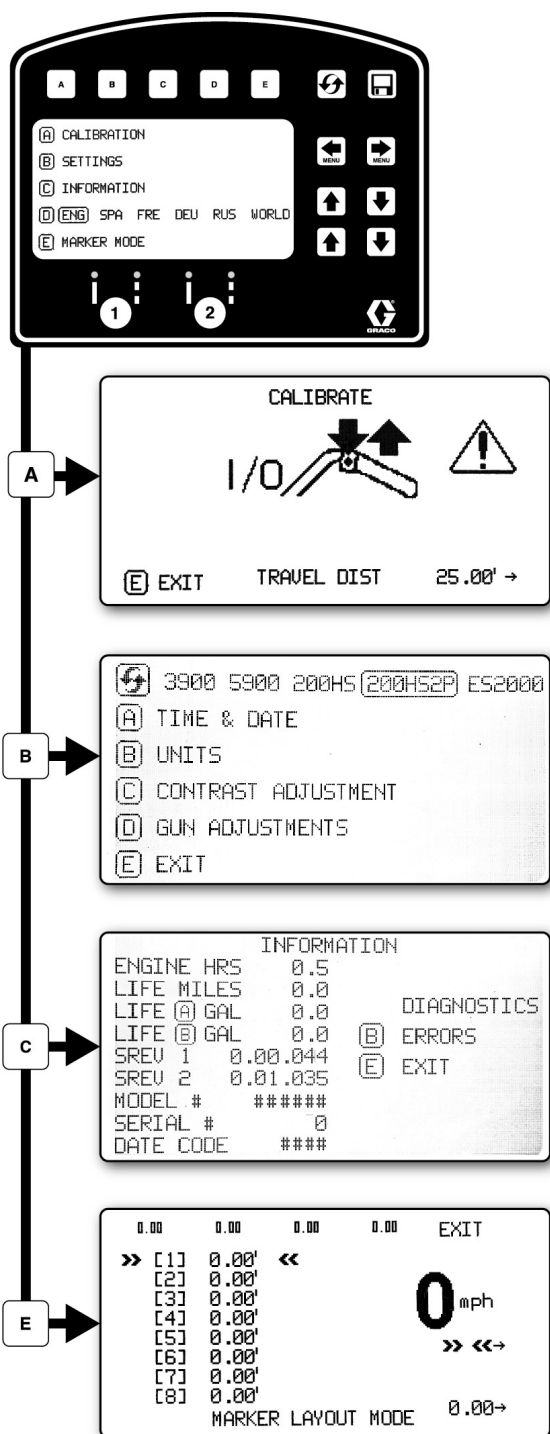 A B C D E
A CALIBRATION
B SETTINGS
C INFORMATION
D ENG SPA FRE DEU RUS WORLD
E MARKER MODE
MENU MENU
1 2
GRACO
A
CALIBRATE
I/O
E EXIT TRAVEL DIST 25.00' →
B
3900 5900 200HS 200HS2P ES2000
A TIME & DATE
B UNITS
C CONTRAST ADJUSTMENT
D GUN ADJUSTMENTS
E EXIT
C
INFORMATION
ENGINE HRS 0.5
LIFE MILES 0.0
LIFE A GAL 0.0
LIFE B GAL 0.0
SREV 1 0.00.044
SREV 2 0.01.035
MODEL # ######
SERIAL # 0
DATE CODE ####
DIAGNOSTICS
B ERRORS
E EXIT
E
0.00 0.00 0.00 0.00 EXIT
>> [1] 0.00' <<
[2] 0.00'
[3] 0.00'
[4] 0.00'
[5] 0.00'
[6] 0.00'
[7] 0.00'
[8] 0.00'
0 mph
>> <<→
MARKER LAYOUT MODE 0.00→